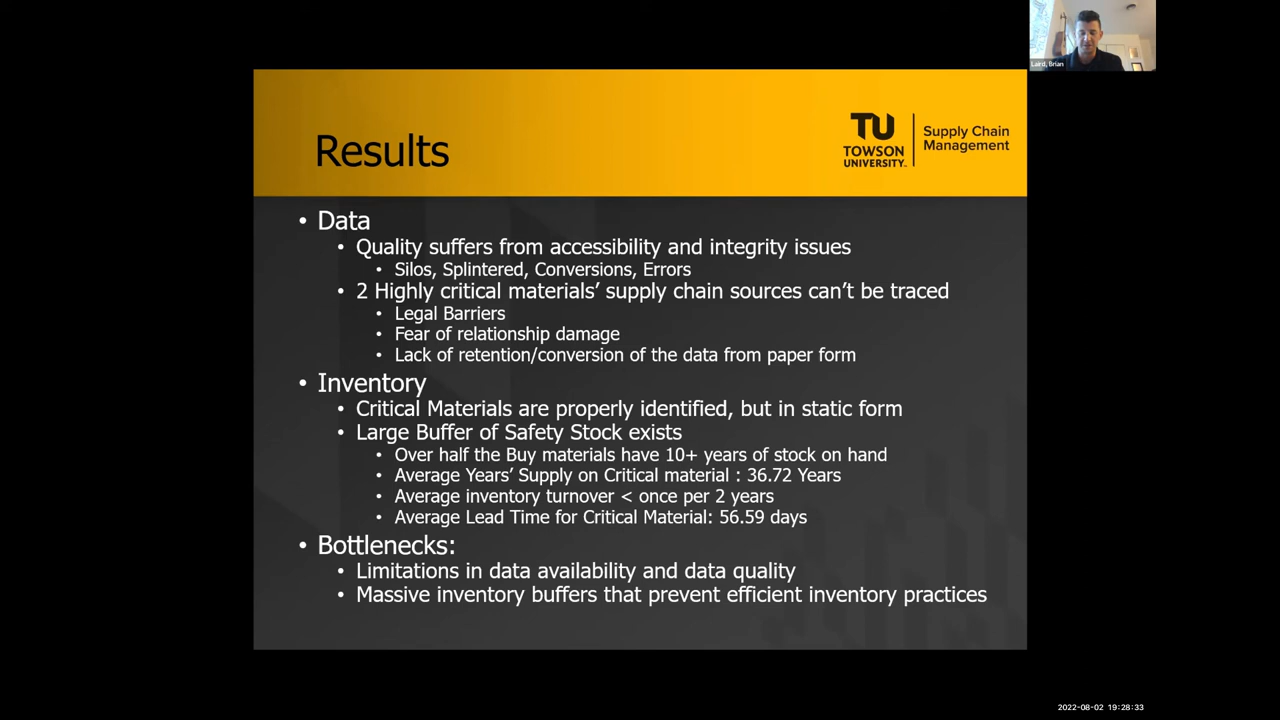 Laird, Brian
Results
TU
TOWSON
UNIVERSITY
Supply Chain
Management
• Data
• Quality suffers from accessibility and integrity issues
• Silos, Splintered, Conversions, Errors
• 2 Highly critical materials’ supply chain sources can’t be traced
• Legal Barriers
• Fear of relationship damage
• Lack of retention/conversion of the data from paper form
• Inventory
• Critical Materials are properly identified, but in static form
• Large Buffer of Safety Stock exists
• Over half the Buy materials have 10+ years of stock on hand
• Average Years’ Supply on Critical material : 36.72 Years
• Average inventory turnover < once per 2 years
• Average Lead Time for Critical Material: 56.59 days
• Bottlenecks:
• Limitations in data availability and data quality
• Massive inventory buffers that prevent efficient inventory practices
2022-08-02 19:28:33